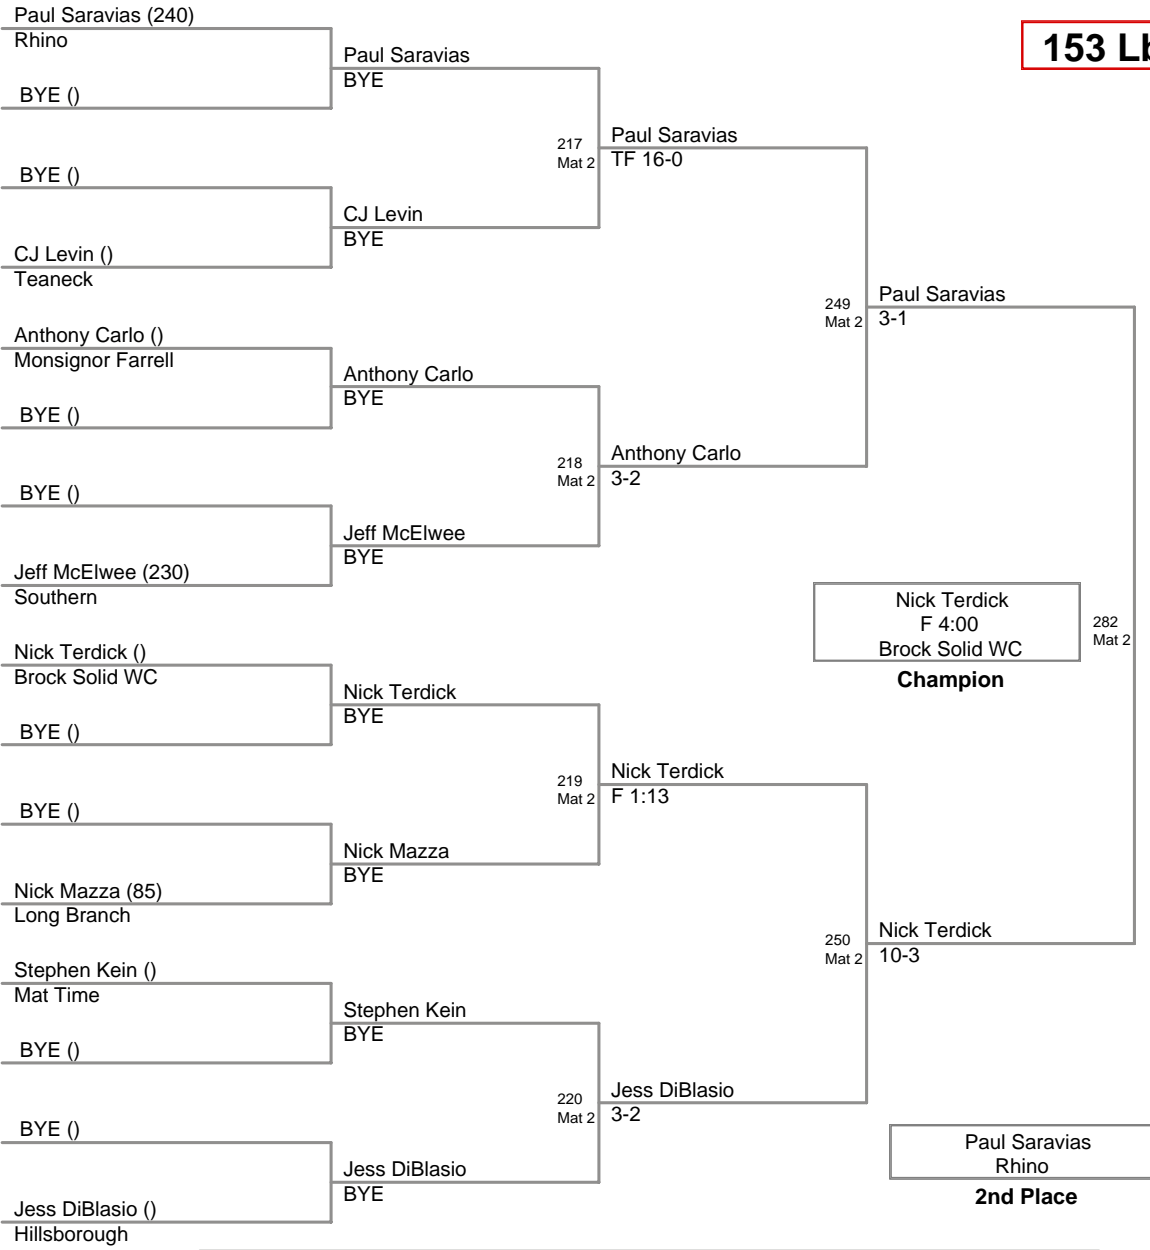 Paul Saravias (240)
Rhino
BYE ()
BYE ()
CJ Levin ()
Teaneck
Anthony Carlo ()
Monsignor Farrell
BYE ()
BYE ()
Jeff McElwee (230)
Southern
Nick Terdick ()
Brock Solid WC
BYE ()
BYE ()
Nick Mazza (85)
Long Branch
Stephen Kein ()
Mat Time
BYE ()
BYE ()
Jess DiBlasio ()
Hillsborough
Paul Saravias
BYE
CJ Levin
BYE
Anthony Carlo
BYE
Jeff McElwee
BYE
Nick Terdick
BYE
Nick Mazza
BYE
Stephen Kein
BYE
Jess DiBlasio
BYE
217
Mat 2
Paul Saravias
TF 16-0
218
Mat 2
Anthony Carlo
3-2
219
Mat 2
Nick Terdick
F 1:13
220
Mat 2
Jess DiBlasio
3-2
249
Mat 2
Paul Saravias
3-1
250
Mat 2
Nick Terdick
10-3
153 Lb
Nick Terdick
F 4:00
Brock Solid WC
Champion
282
Mat 2
Paul Saravias
Rhino
2nd Place